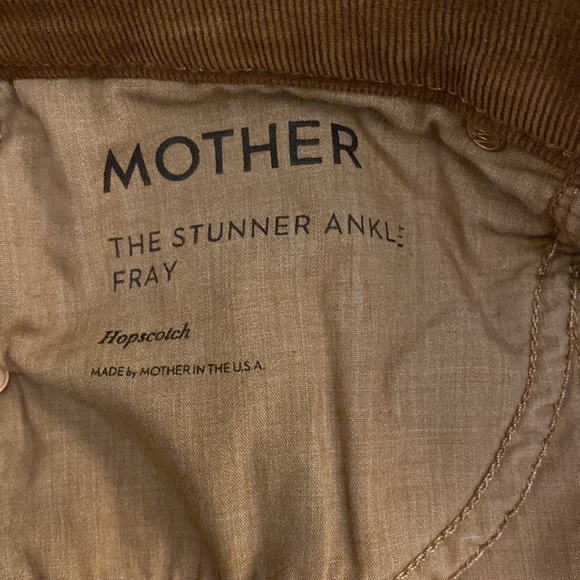 MOTHER
THE STUNNER ANKLE
FRAY
Hopscotch
MADE by MOTHER IN THE U.S.A.